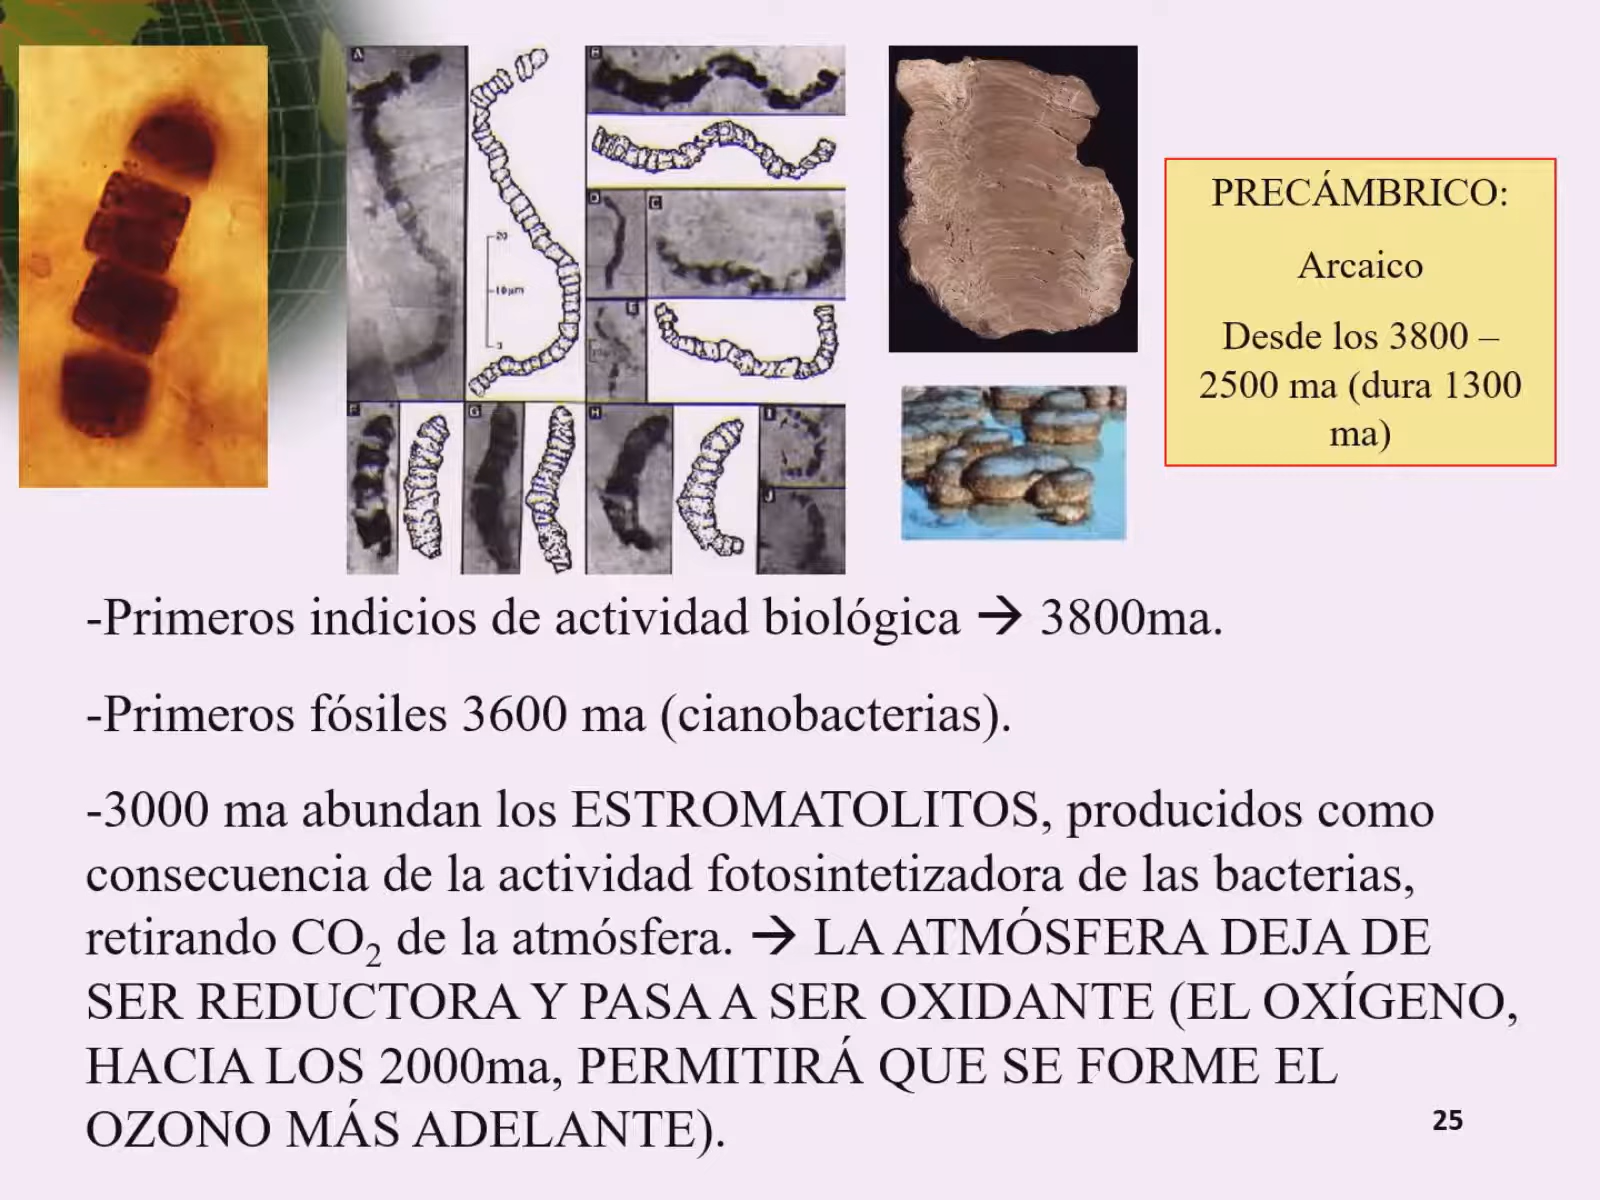 A
B
D
C
20
10µm
E
F
G
H
I
J
PRECÁMBRICO:
Arcaico
Desde los 3800 –
2500 ma (dura 1300
ma)
-Primeros indicios de actividad biológica → 3800ma.
-Primeros fósiles 3600 ma (cianobacterias).
-3000 ma abundan los ESTROMATOLITOS, producidos como
consecuencia de la actividad fotosintetizadora de las bacterias,
retirando CO₂ de la atmósfera. → LA ATMÓSFERA DEJA DE
SER REDUCTORA Y PASA A SER OXIDANTE (EL OXÍGENO,
HACIA LOS 2000ma, PERMITIRÁ QUE SE FORME EL
OZONO MÁS ADELANTE).
25